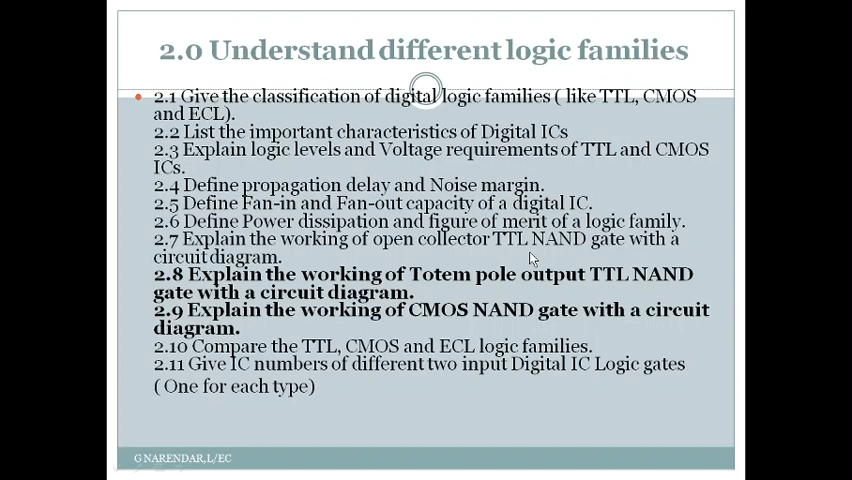 2.0 Understand different logic families
• 2.1 Give the classification of digital logic families ( like TTL, CMOS
and ECL).
2.2 List the important characteristics of Digital ICs
2.3 Explain logic levels and Voltage requirements of TTL and CMOS
ICs.
2.4 Define propagation delay and Noise margin.
2.5 Define Fan-in and Fan-out capacity of a digital IC.
2.6 Define Power dissipation and figure of merit of a logic family.
2.7 Explain the working of open collector TTL NAND gate with a
circuit diagram.
2.8 Explain the working of Totem pole output TTL NAND
gate with a circuit diagram.
2.9 Explain the working of CMOS NAND gate with a circuit
diagram.
2.10 Compare the TTL, CMOS and ECL logic families.
2.11 Give IC numbers of different two input Digital IC Logic gates
( One for each type)
G NARENDAR,L/EC